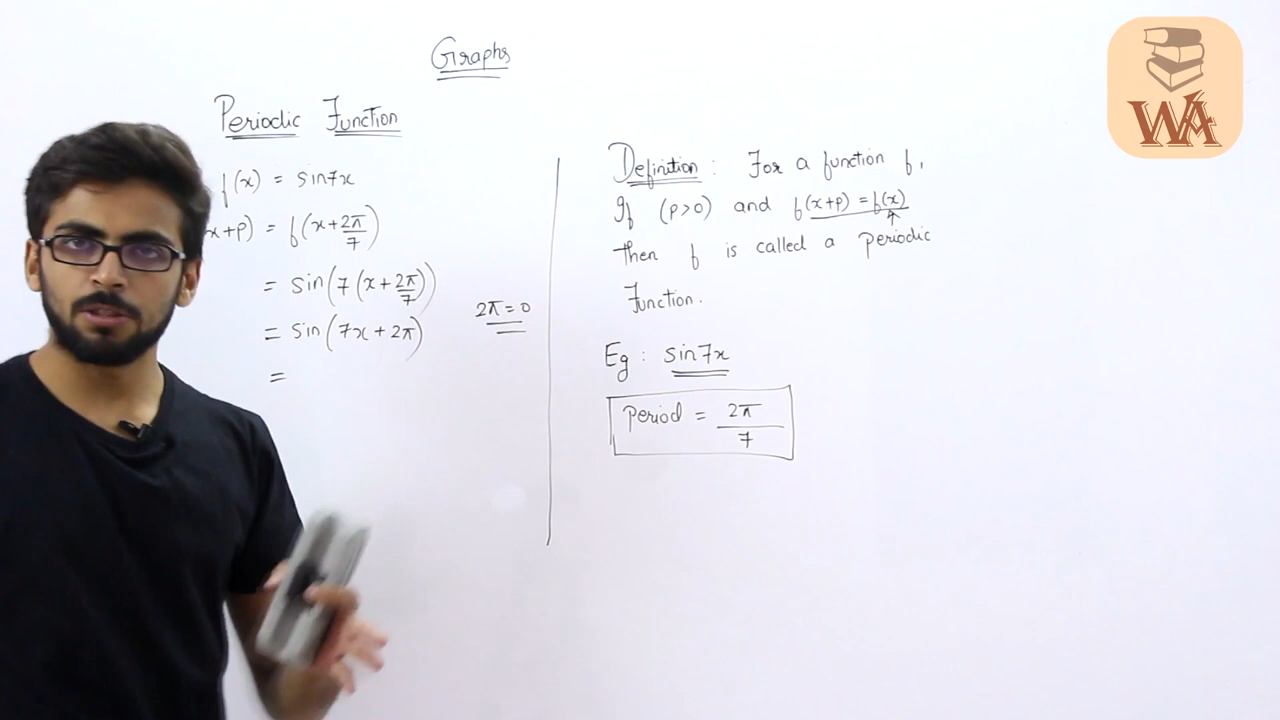 Graphs
Periodic Function
f(x) = sin7x
x+p) = f(x+2π/7)
= sin(7(x+2π/7))
= sin(7x + 2π)
=
2π = 0
Definition : For a function f,
If (p>0) and f(x+p) = f(x)
then f is called a periodic
Function.
Eg : sin7x
Period = 2π/7
WA